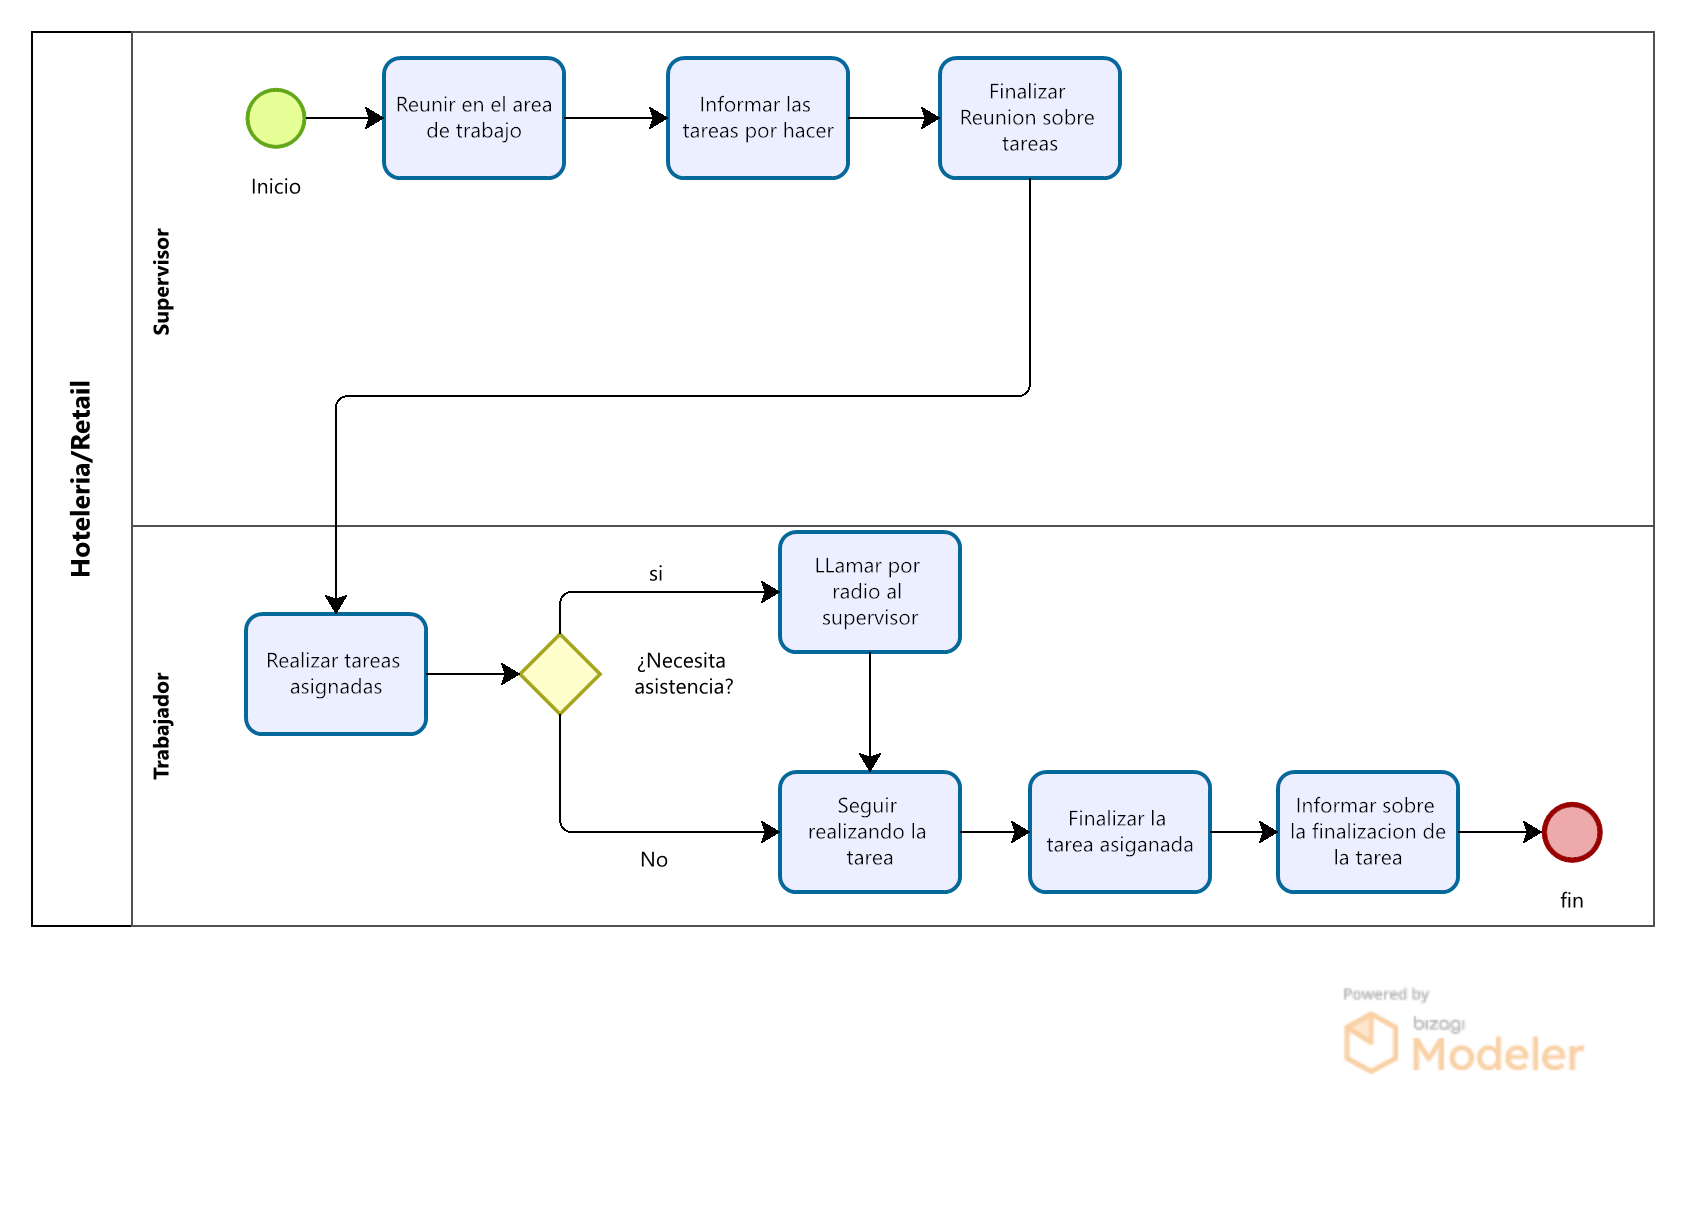 Hoteleria/Retail
Supervisor
Inicio
Reunir en el area
de trabajo
Informar las
tareas por hacer
Finalizar
Reunion sobre
tareas
Trabajador
Realizar tareas
asignadas
¿Necesita
asistencia?
si
LLamar por
radio al
supervisor
No
Seguir
realizando la
tarea
Finalizar la
tarea asiganada
Informar sobre
la finalizacion de
la tarea
fin
Powered by
bizagi
Modeler